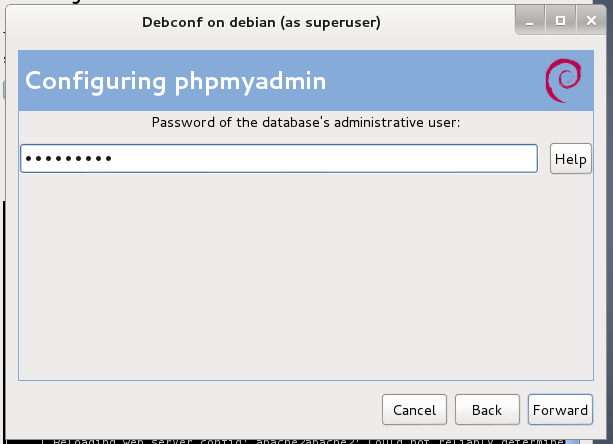 Debconf on debian (as superuser)
Configuring phpmyadmin
Password of the database's administrative user:
•••••••••
Help
Cancel
Back
Forward
Reloading web server config: apache2apache2: Could not reliably determine